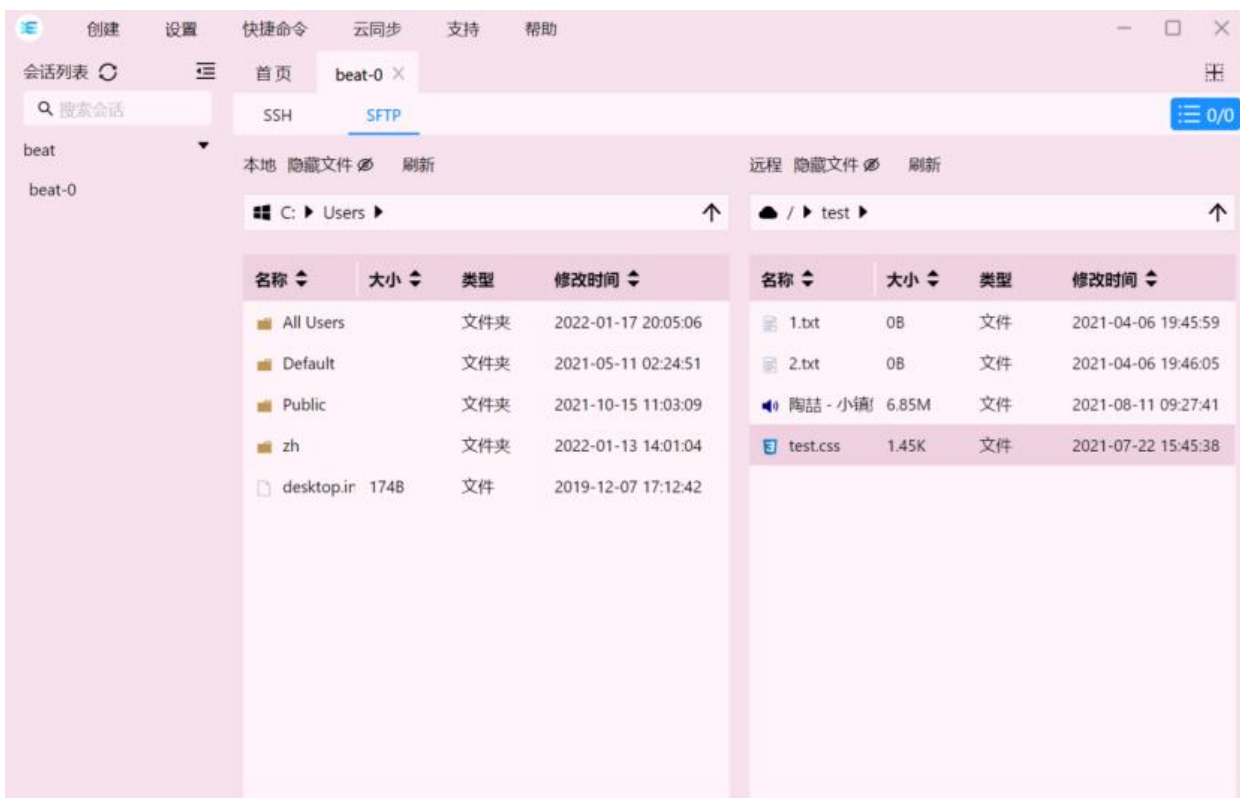 创建 设置 快捷命令 云同步 支持 帮助
会话列表 首页 beat-0
搜索会话 SSH SFTP 0/0
beat
beat-0
本地 隐藏文件 刷新 远程 隐藏文件 刷新
C: Users / test
名称 大小 类型 修改时间 名称 大小 类型 修改时间
All Users 文件夹 2022-01-17 20:05:06 1.txt 0B 文件 2021-04-06 19:45:59
Default 文件夹 2021-05-11 02:24:51 2.txt 0B 文件 2021-04-06 19:46:05
Public 文件夹 2021-10-15 11:03:09 陶喆 - 小镇 6.85M 文件 2021-08-11 09:27:41
zh 文件夹 2022-01-13 14:01:04 test.css 1.45K 文件 2021-07-22 15:45:38
desktop.in 174B 文件 2019-12-07 17:12:42